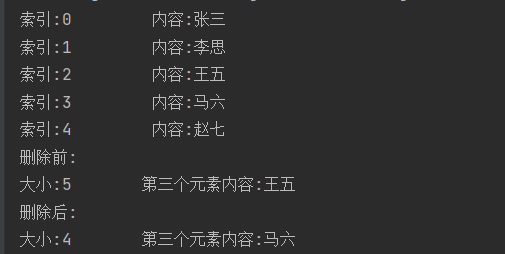 索引:0 内容:张三
索引:1 内容:李思
索引:2 内容:王五
索引:3 内容:马六
索引:4 内容:赵七
删除前:
大小:5 第三个元素内容:王五
删除后:
大小:4 第三个元素内容:马六